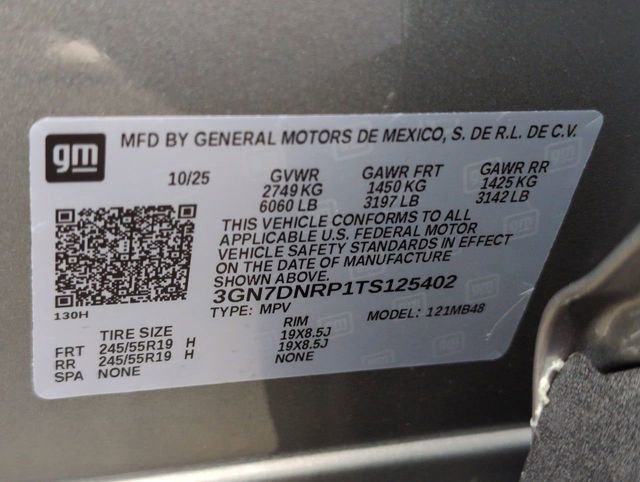 gm MFD BY GENERAL MOTORS DE MEXICO, S. DE R.L. DE C.V.
10/25 GVWR GAWR FRT GAWR RR
2749 KG 1450 KG 1425 KG
6060 LB 3197 LB 3142 LB
THIS VEHICLE CONFORMS TO ALL
APPLICABLE U.S. FEDERAL MOTOR
VEHICLE SAFETY STANDARDS IN EFFECT
ON THE DATE OF MANUFACTURE
SHOWN ABOVE.
3GN7DNRP1TS125402
130H TYPE: MPV MODEL: 121MB48
TIRE SIZE RIM
FRT 245/55R19 H 19X8.5J
RR 245/55R19 H 19X8.5J
SPA NONE NONE